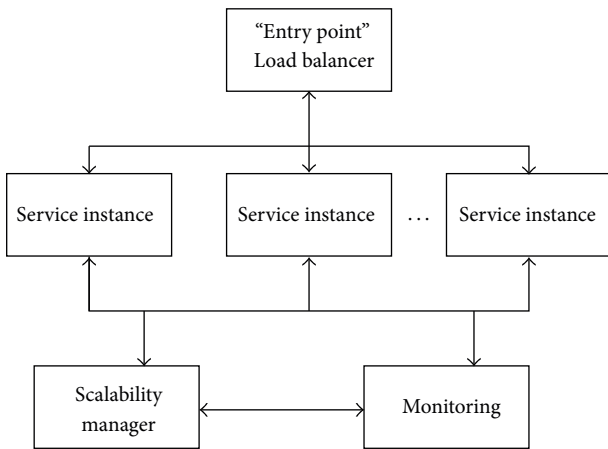 “Entry point”
Load balancer
Service instance
Service instance
...
Service instance
Scalability
manager
Monitoring